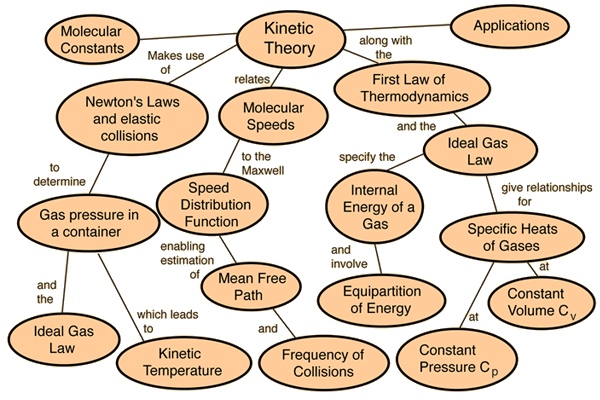 Molecular
Constants
Kinetic
Theory
Applications
Makes use
of
relates
along with
the
Newton's Laws
and elastic
collisions
Molecular
Speeds
First Law of
Thermodynamics
and the
to
determine
to the
Maxwell
specify the
Ideal Gas
Law
Gas pressure in
a container
Speed
Distribution
Function
Internal
Energy of a
Gas
give relationships
for
Specific Heats
of Gases
enabling
estimation
of
and
involve
at
and
the
which leads
to
Mean Free
Path
Equipartition
of Energy
Constant
Volume Cv
and
at
Ideal Gas
Law
Kinetic
Temperature
Frequency of
Collisions
Constant
Pressure Cp